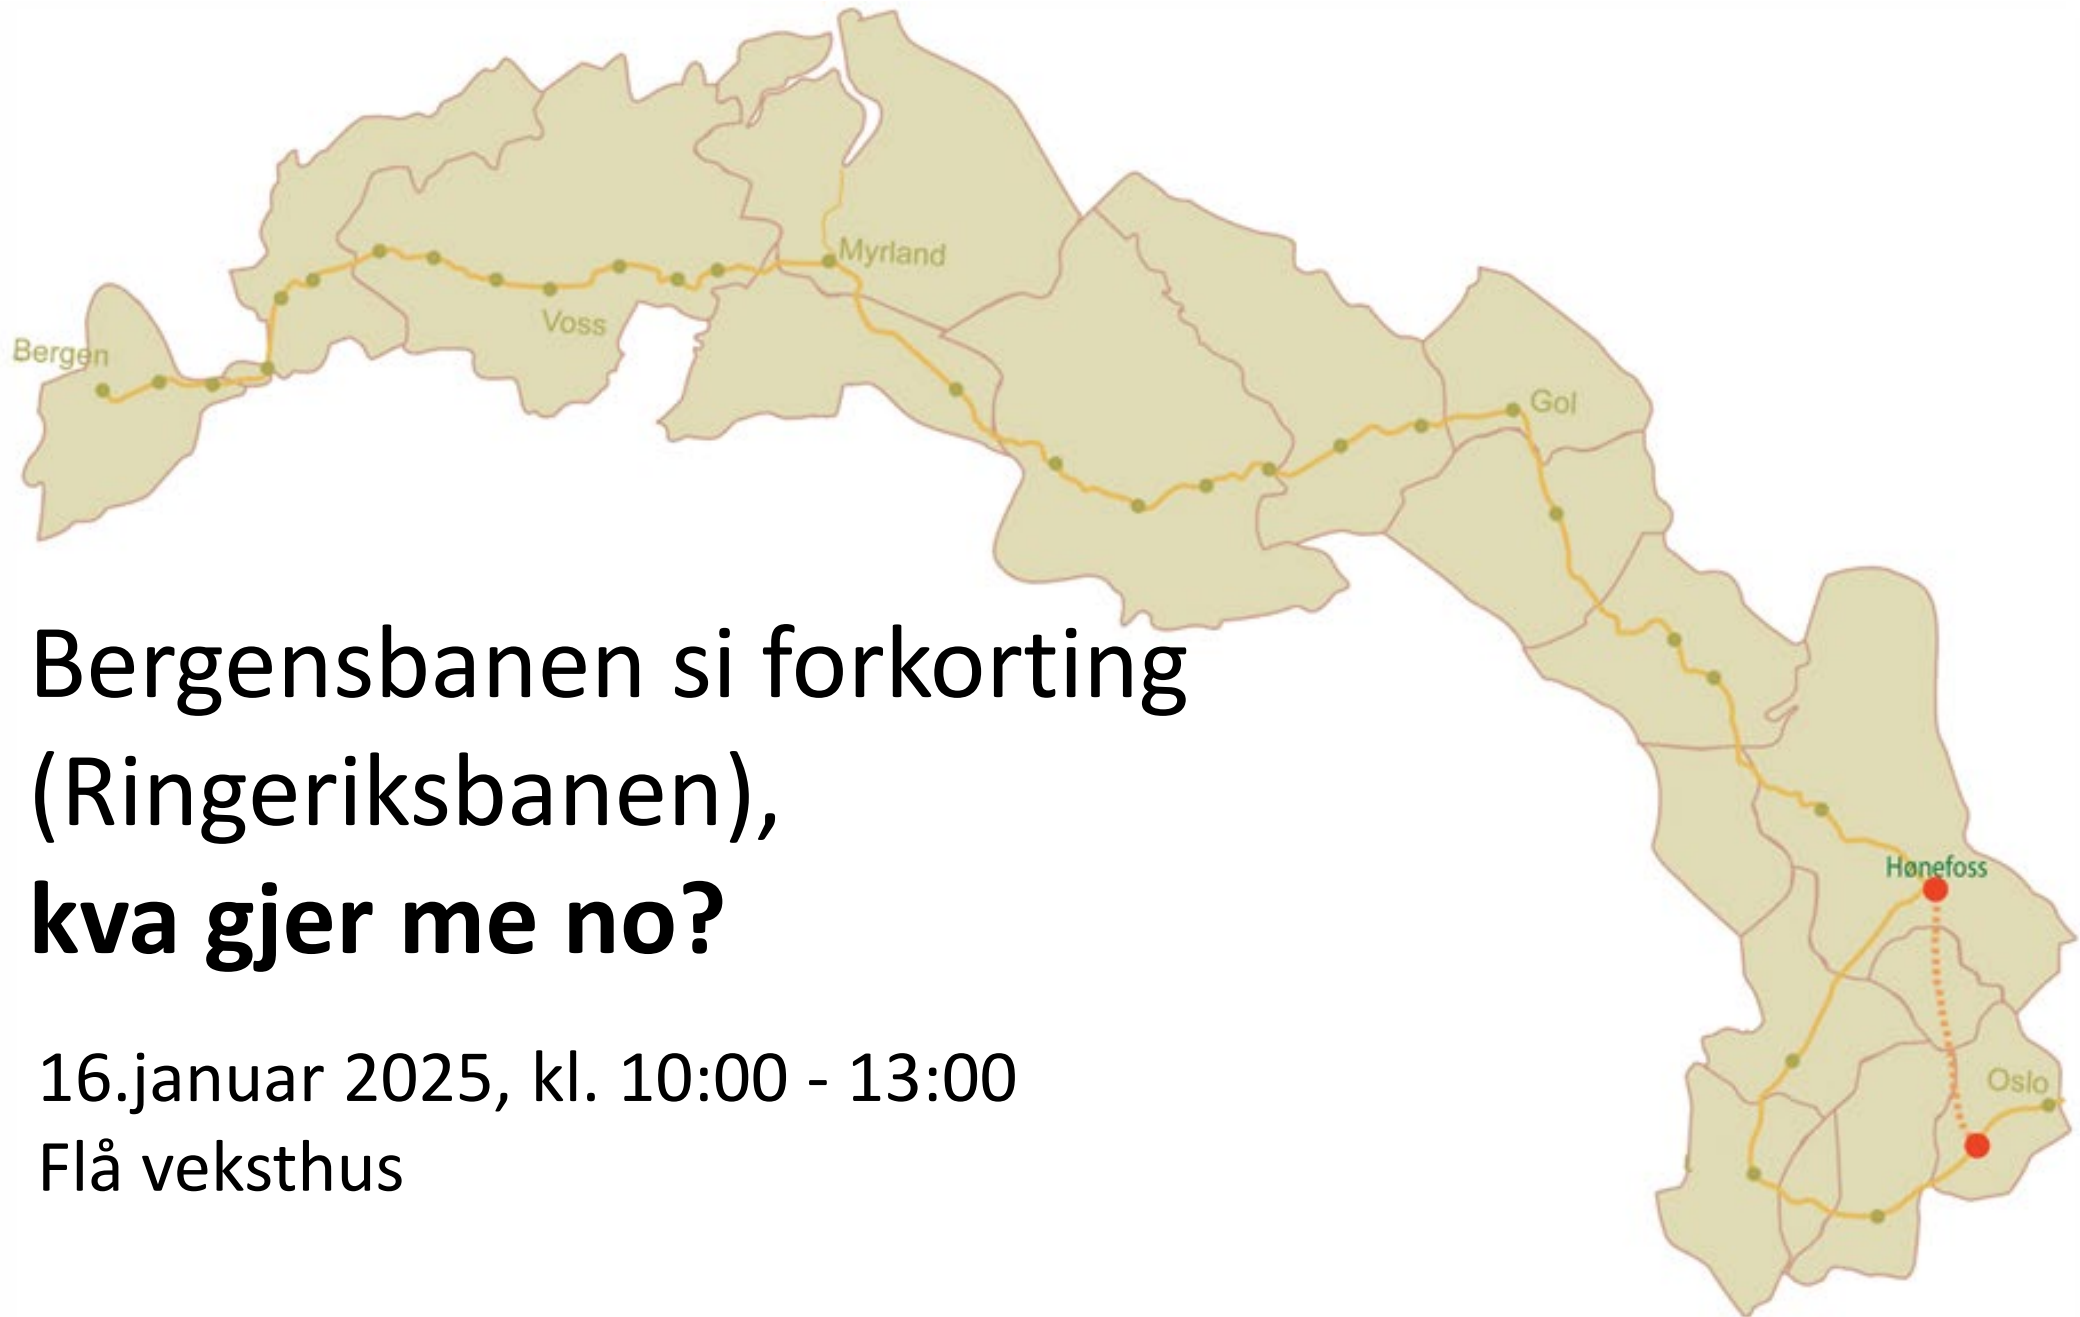 Myrland
Voss
Bergen
Gol
Bergensbanen si forkorting
(Ringeriksbanen),
kva gjer me no?
Hønefoss
16.januar 2025, kl. 10:00 - 13:00
Oslo
Flå veksthus